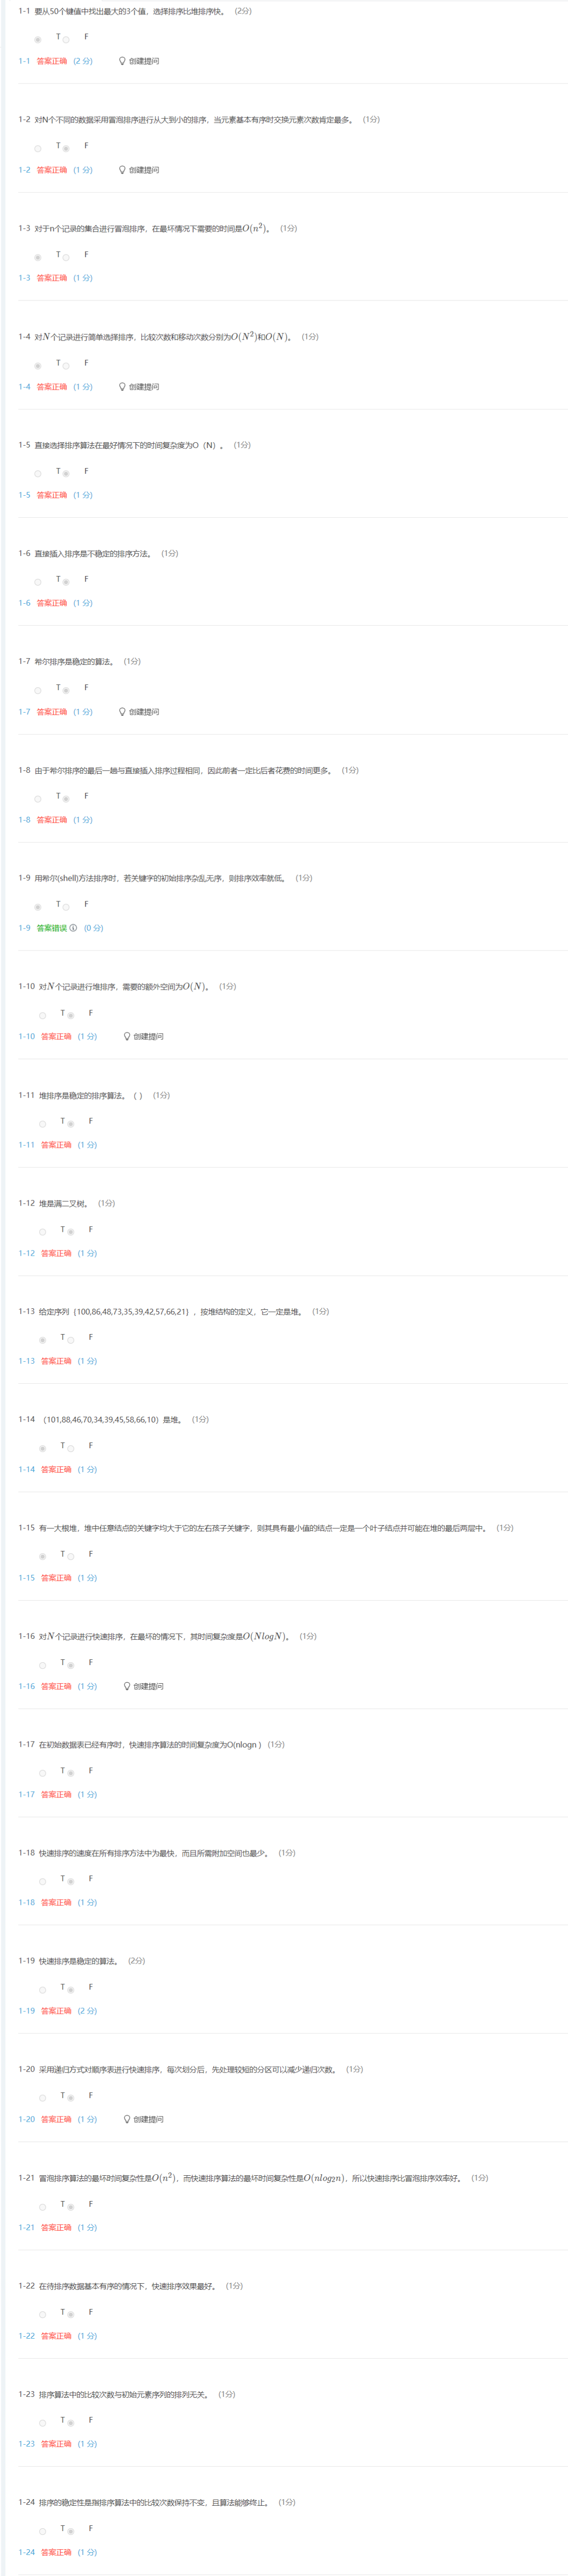 1-1 要从50个键值中找出最大的3个值，选择排序比堆排序快。 (2分)
T F
1-1 答案正确 (2 分) 创建提问
1-2 对N个不同的数据采用冒泡排序进行从大到小的排序，当元素基本有序时交换元素次数肯定最多。 (1分)
T F
1-2 答案正确 (1 分) 创建提问
1-3 对于n个记录的集合进行冒泡排序，在最坏情况下需要的时间是O(n²)。 (1分)
T F
1-3 答案正确 (1 分)
1-4 对N个记录进行简单选择排序，比较次数和移动次数分别为O(N²)和O(N)。 (1分)
T F
1-4 答案正确 (1 分) 创建提问
1-5 直接选择排序算法在最好情况下的时间复杂度为O（N）。 (1分)
T F
1-5 答案正确 (1 分)
1-6 直接插入排序是不稳定的排序方法。 (1分)
T F
1-6 答案正确 (1 分)
1-7 希尔排序是稳定的算法。 (1分)
T F
1-7 答案正确 (1 分) 创建提问
1-8 由于希尔排序的最后一趟与直接插入排序过程相同，因此前者一定比后者花费的时间更多。 (1分)
T F
1-8 答案正确 (1 分)
1-9 用希尔(shell)方法排序时，若关键字的初始排序杂乱无序，则排序效率就低。 (1分)
T F
1-9 答案错误 (0 分)
1-10 对N个记录进行堆排序，需要的额外空间为O(N)。 (1分)
T F
1-10 答案正确 (1 分) 创建提问
1-11 堆排序是稳定的排序算法。（ ） (1分)
T F
1-11 答案正确 (1 分)
1-12 堆是满二叉树。 (1分)
T F
1-12 答案正确 (1 分)
1-13 给定序列｛100,86,48,73,35,39,42,57,66,21｝，按堆结构的定义，它一定是堆。 (1分)
T F
1-13 答案正确 (1 分)
1-14 （101,88,46,70,34,39,45,58,66,10）是堆。 (1分)
T F
1-14 答案正确 (1 分)
1-15 有一大根堆，堆中任意结点的关键字均大于它的左右孩子关键字，则其具有最小值的结点一定是一个叶子结点并可能在堆的最后两层中。 (1分)
T F
1-15 答案正确 (1 分)
1-16 对N个记录进行快速排序，在最坏的情况下，其时间复杂度是O(NlogN)。 (1分)
T F
1-16 答案正确 (1 分) 创建提问
1-17 在初始数据表已经有序时，快速排序算法的时间复杂度为O(nlogn ) (1分)
T F
1-17 答案正确 (1 分)
1-18 快速排序的速度在所有排序方法中为最快，而且所需附加空间也最少。 (1分)
T F
1-18 答案正确 (1 分)
1-19 快速排序是稳定的算法。 (2分)
T F
1-19 答案正确 (2 分)
1-20 采用递归方式对顺序表进行快速排序，每次划分后，先处理较短的分区可以减少递归次数。 (1分)
T F
1-20 答案正确 (1 分) 创建提问
1-21 冒泡排序算法的最坏时间复杂性是O(n²)，而快速排序算法的最坏时间复杂性是O(nlog₂n)，所以快速排序比冒泡排序效率好。 (1分)
T F
1-21 答案正确 (1 分)
1-22 在待排序数据基本有序的情况下，快速排序效果最好。 (1分)
T F
1-22 答案正确 (1 分)
1-23 排序算法中的比较次数与初始元素序列的排列无关。 (1分)
T F
1-23 答案正确 (1 分)
1-24 排序的稳定性是指排序算法中的比较次数保持不变，且算法能够终止。 (1分)
T F
1-24 答案正确 (1 分)